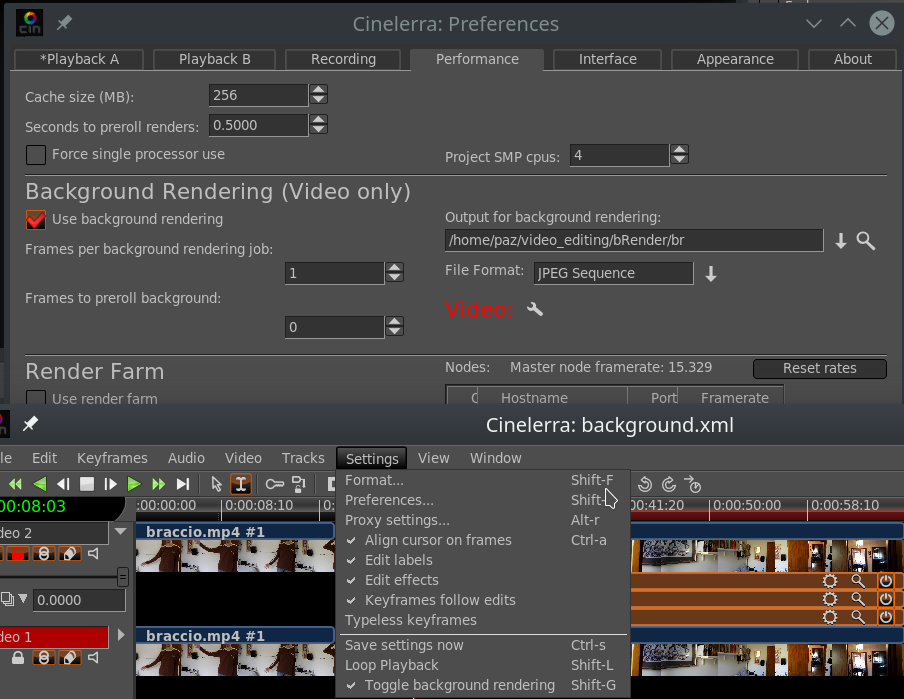 Cinelerra: Preferences
*Playback A Playback B Recording Performance Interface Appearance About
Cache size (MB): 256
Seconds to preroll renders: 0.5000
Force single processor use
Project SMP cpus: 4
Background Rendering (Video only)
Use background rendering
Output for background rendering:
Frames per background rendering job:
/home/paz/video_editing/bRender/br
1
File Format: JPEG Sequence
Frames to preroll background:
Video:
0
Render Farm
Nodes: Master node framerate: 15.329 Reset rates
Use render farm
Hostname Port Framerate
Cinelerra: background.xml
le Edit Keyframes Audio Video Tracks Settings View Window
Format... Shift-F
Preferences... Shift-
Proxy settings... Alt-r
Align cursor on frames Ctrl-a
Edit labels
Edit effects
Keyframes follow edits
Typeless keyframes
Save settings now Ctrl-s
Loop Playback Shift-L
Toggle background rendering Shift-G
00:08:03 :00:00:00 0:00:08:10 0: 00:41:20 0:00:50:00 0:00:58:10
deo 2 braccio.mp4 #1
0.0000
deo 1 braccio.mp4 #1